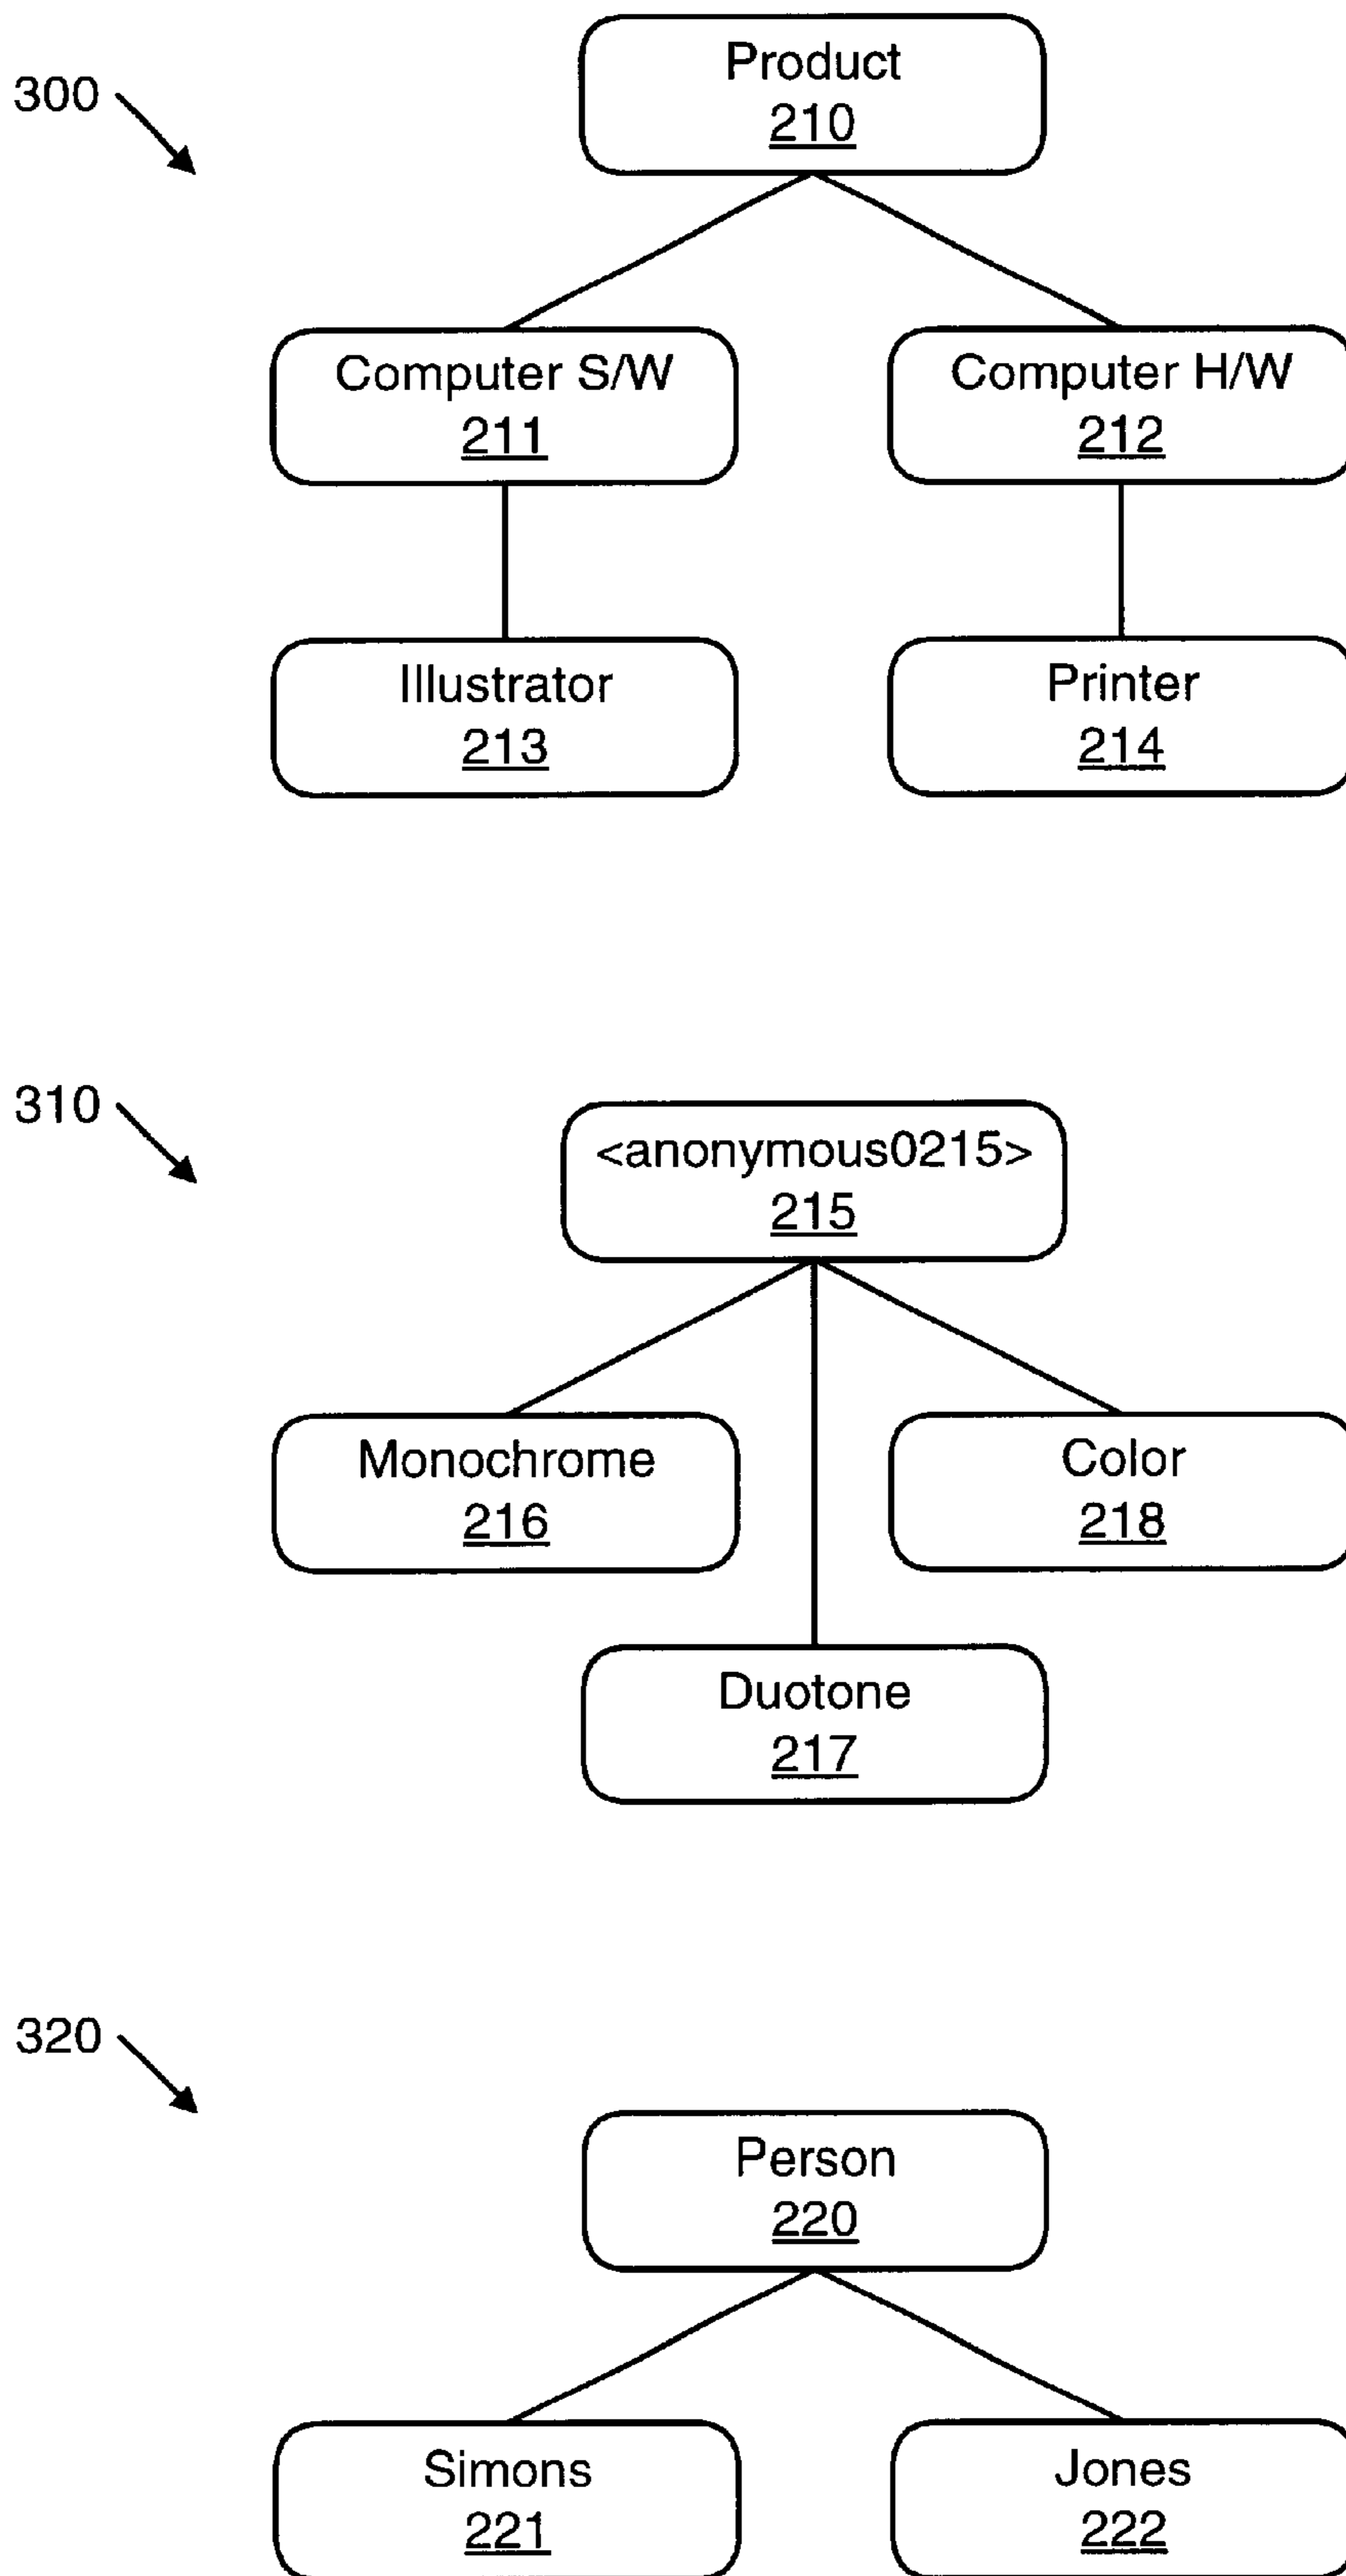 300
Product
210
Computer S/W
211
Computer H/W
212
Illustrator
213
Printer
214
310
<anonymous0215>
215
Monochrome
216
Color
218
Duotone
217
320
Person
220
Simons
221
Jones
222